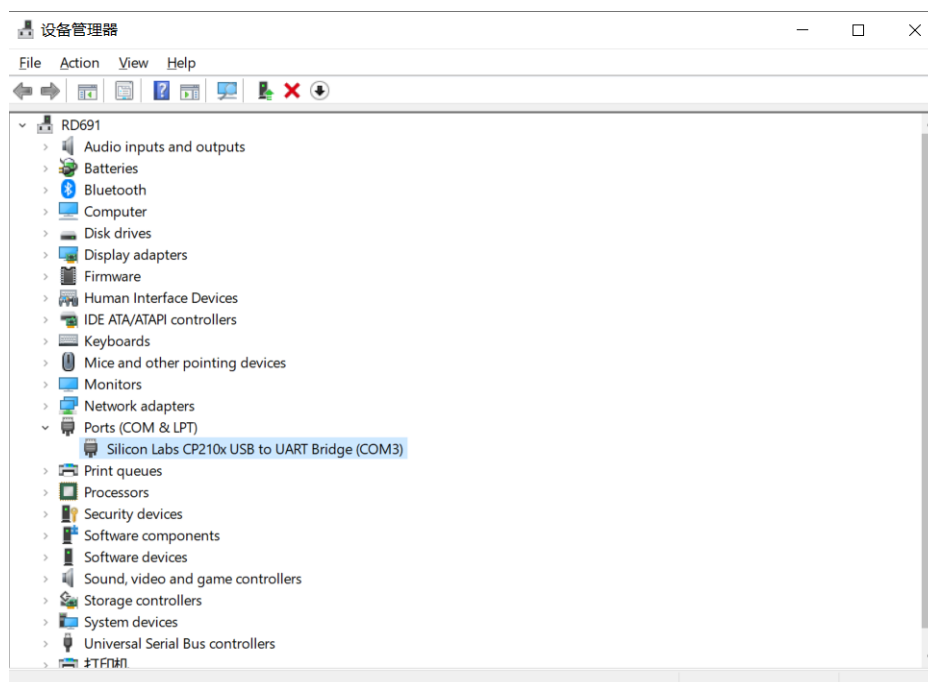 设备管理器
File Action View Help
RD691
Audio inputs and outputs
Batteries
Bluetooth
Computer
Disk drives
Display adapters
Firmware
Human Interface Devices
IDE ATA/ATAPI controllers
Keyboards
Mice and other pointing devices
Monitors
Network adapters
Ports (COM & LPT)
Silicon Labs CP210x USB to UART Bridge (COM3)
Print queues
Processors
Security devices
Software components
Software devices
Sound, video and game controllers
Storage controllers
System devices
Universal Serial Bus controllers
打印机